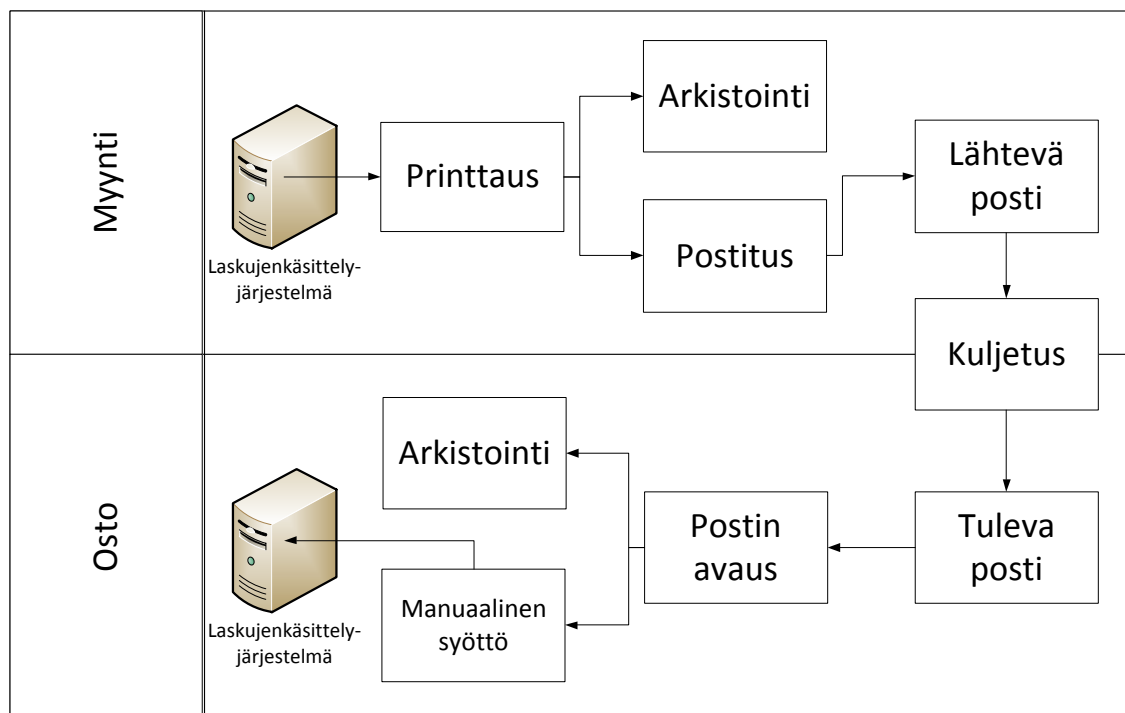 Myynti
Laskujenkäsittely-
järjestelmä
Printtaus
Arkistointi
Postitus
Lähtevä
posti
Kuljetus
Osto
Laskujenkäsittely-
järjestelmä
Arkistointi
Manuaalinen
syöttö
Postin
avaus
Tuleva
posti